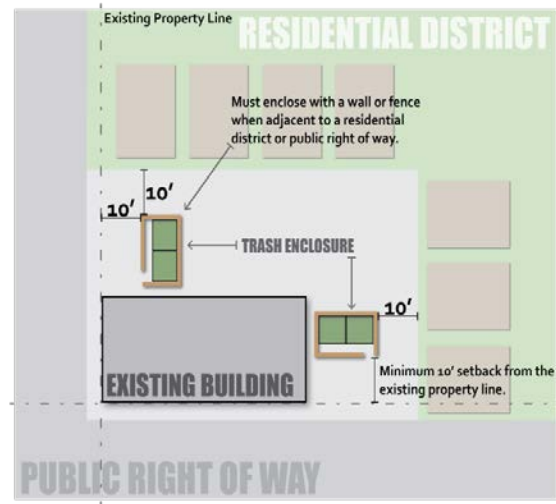 Existing Property Line
RESIDENTIAL DISTRICT
Must enclose with a wall or fence
when adjacent to a residential
district or public right of way.
10'
10'
TRASH ENCLOSURE
10'
EXISTING BUILDING
Minimum 10' setback from the
existing property line.
PUBLIC RIGHT OF WAY